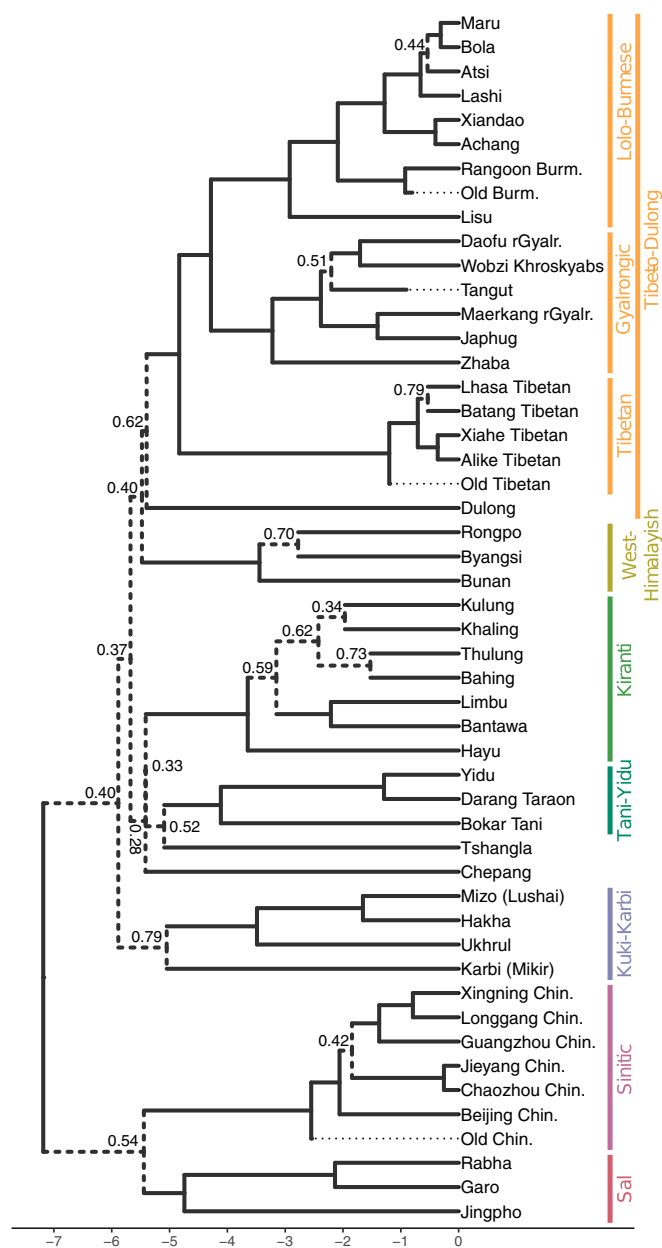 Maru
Bola
0.44
Atsi
Lashi
Xiandao
Achang
Rangoon Burm.
Old Burm.
Lisu
Lolo-Burmese
Daofu rGyalr.
0.51
Wobzi Khroskyabs
Tangut
Maerkang rGyalr.
Japhug
Zhaba
Gyalrongic
Tibeto-Dulong
0.79
Lhasa Tibetan
Batang Tibetan
Xiahe Tibetan
Alike Tibetan
Old Tibetan
Tibetan
0.62
0.40
Dulong
0.70
Rongpo
Byangsi
Bunan
West-
Himalayish
0.34
Kulung
Khaling
0.62
0.73
Thulung
0.37
0.59
Bahing
Limbu
Bantawa
Hayu
Kiranti
0.33
Yidu
0.40
Darang Taraon
0.28
0.52
Bokar Tani
Tani-Yidu
Tshangla
Chepang
Mizo (Lushai)
Hakha
0.79
Ukhrul
Karbi (Mikir)
Kuki-Karbi
Xingning Chin.
Longgang Chin.
0.42
Guangzhou Chin.
Jieyang Chin.
Chaozhou Chin.
Beijing Chin.
0.54
Old Chin.
Sinitic
Rabha
Garo
Jingpho
Sal
−7 −6 −5 −4 −3 −2 −1 0